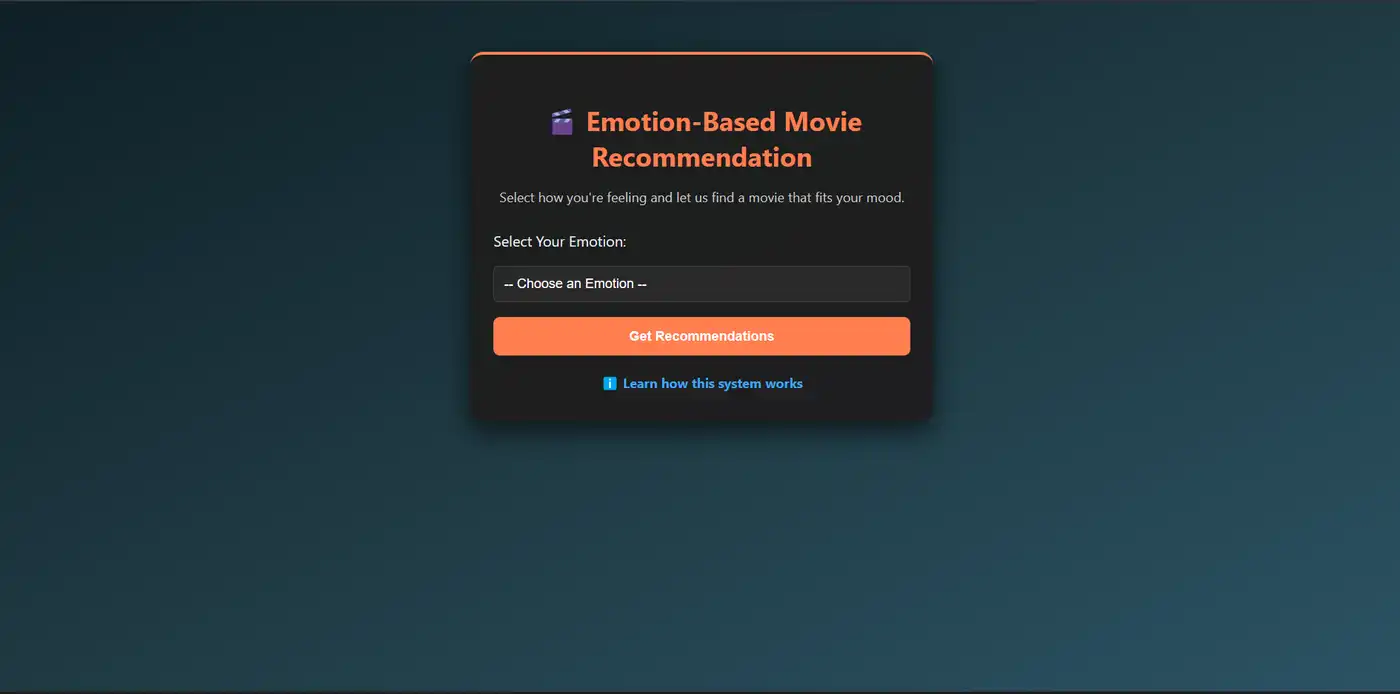 🎬 Emotion-Based Movie
Recommendation
Select how you're feeling and let us find a movie that fits your mood.
Select Your Emotion:
-- Choose an Emotion --
Get Recommendations
ℹ️ Learn how this system works